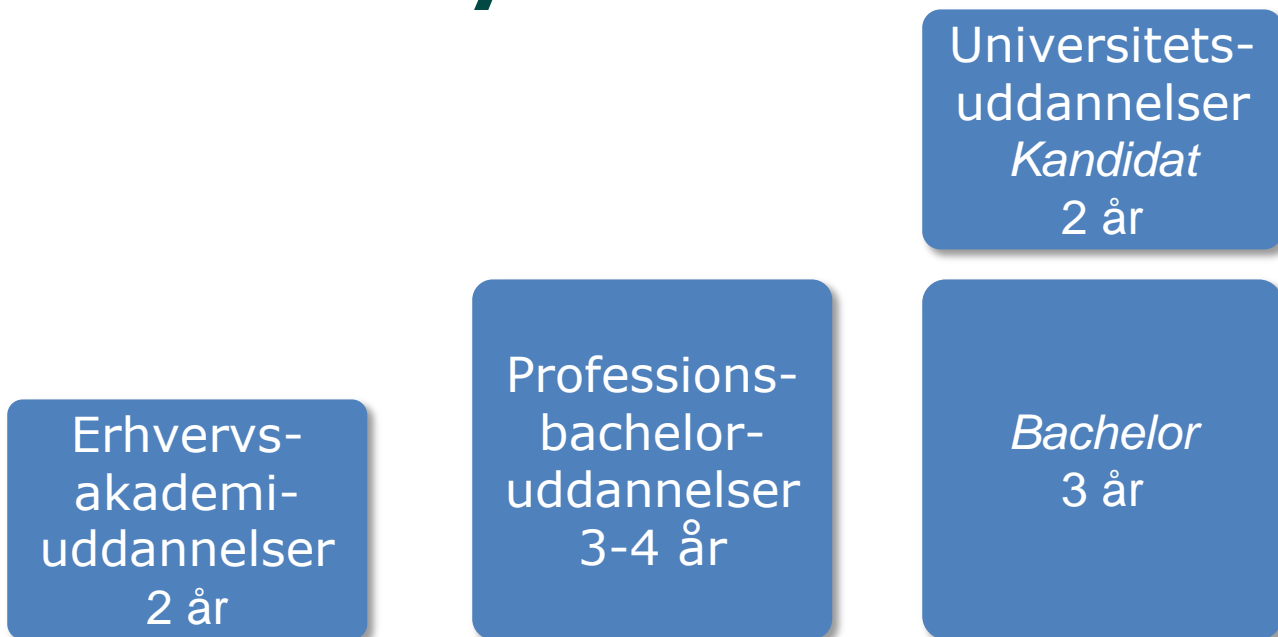 Universitets-
uddannelser
Kandidat
2 år
Erhvervs-
akademi-
uddannelser
2 år
Professions-
bachelor-
uddannelser
3-4 år
Bachelor
3 år